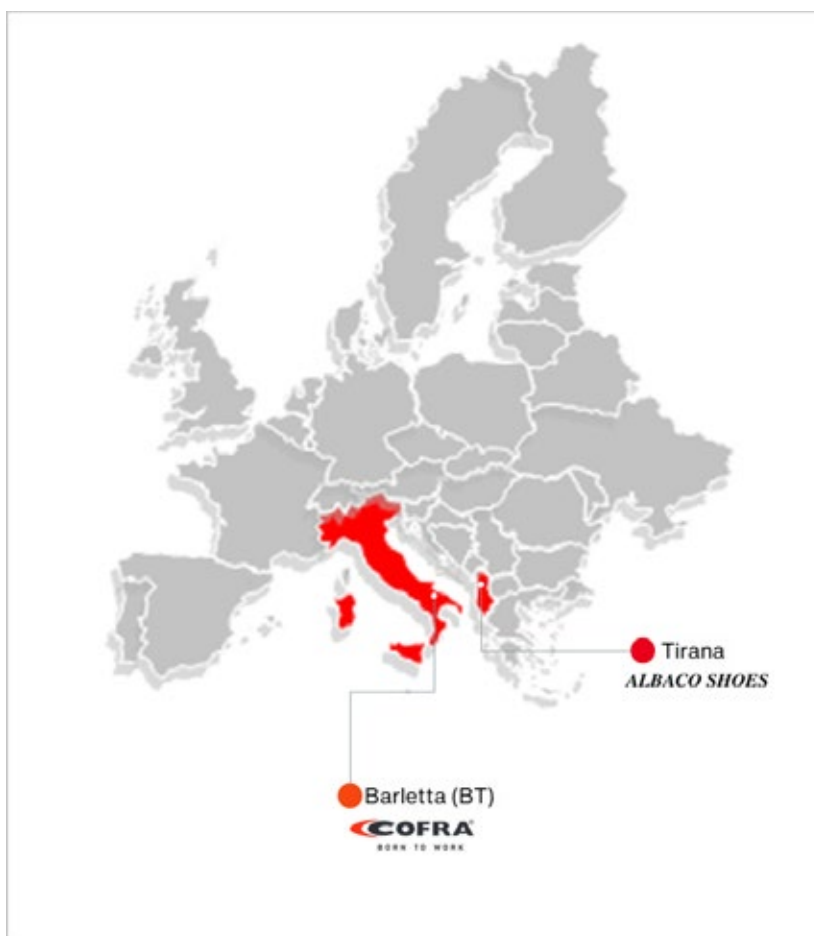 Tirana
ALBACO SHOES
Barletta (BT)
COFRA®
BORN TO WORK